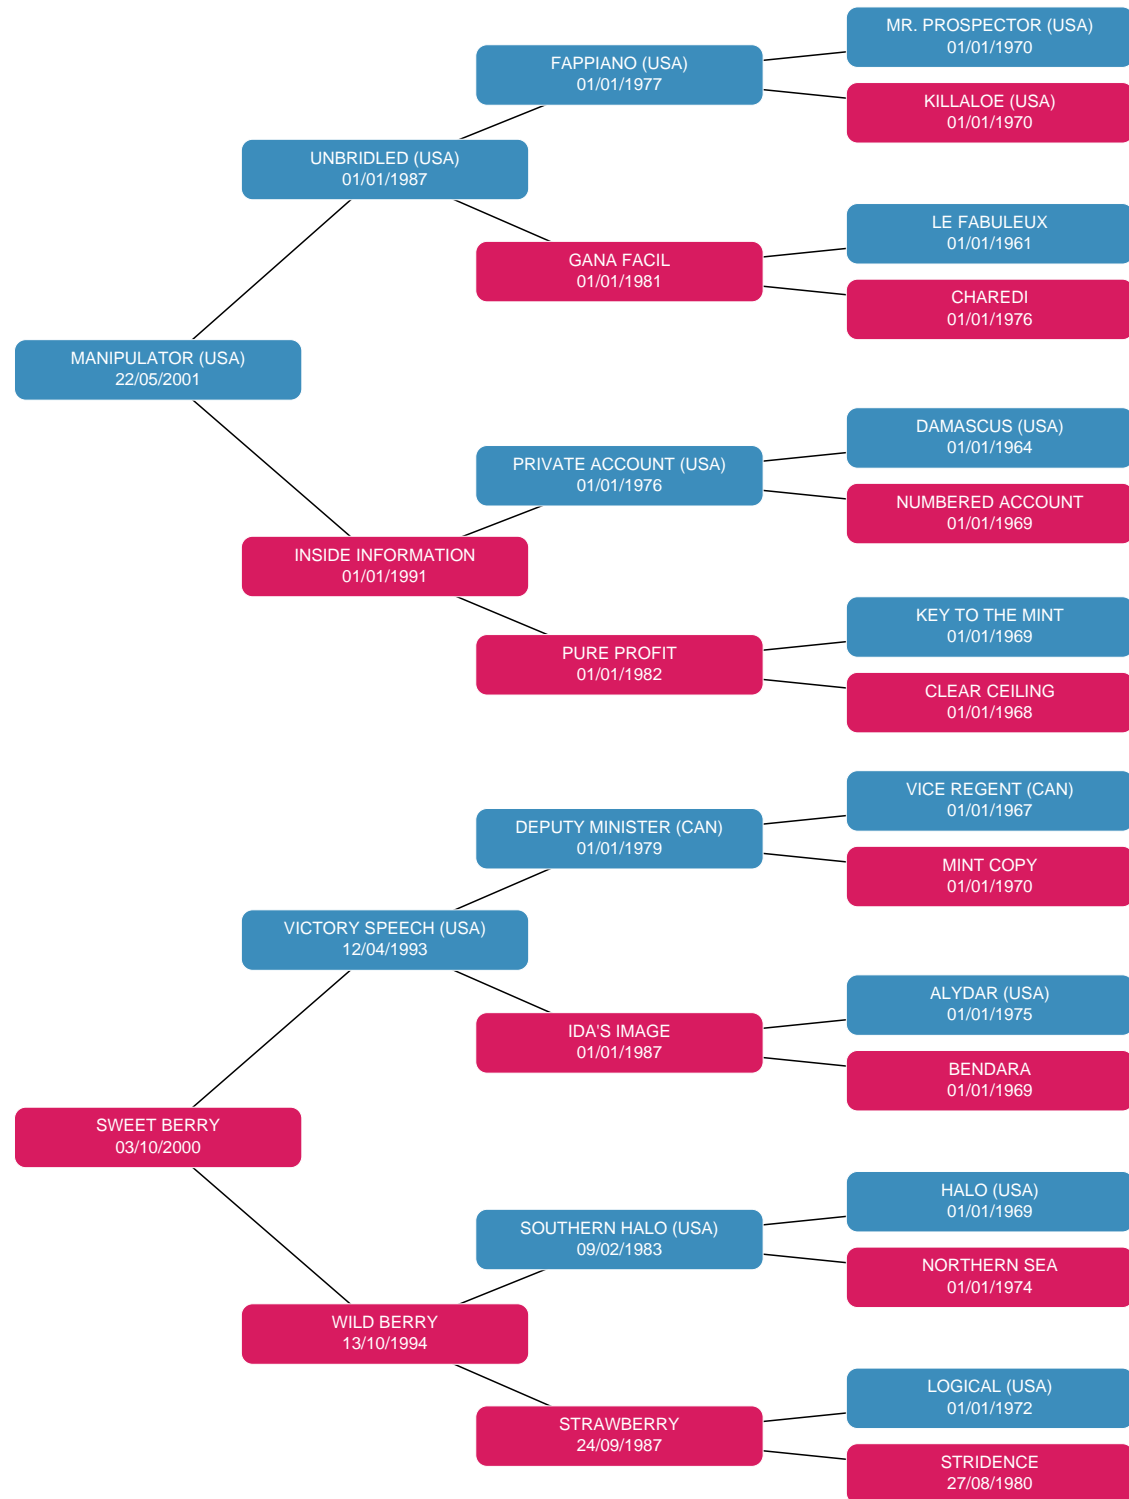 MR. PROSPECTOR (USA)
01/01/1970
FAPPIANO (USA)
01/01/1977
KILLALOE (USA)
01/01/1970
UNBRIDLED (USA)
01/01/1987
LE FABULEUX
01/01/1961
GANA FACIL
01/01/1981
CHAREDI
01/01/1976
MANIPULATOR (USA)
22/05/2001
DAMASCUS (USA)
01/01/1964
PRIVATE ACCOUNT (USA)
01/01/1976
NUMBERED ACCOUNT
01/01/1969
INSIDE INFORMATION
01/01/1991
KEY TO THE MINT
01/01/1969
PURE PROFIT
01/01/1982
CLEAR CEILING
01/01/1968
VICE REGENT (CAN)
01/01/1967
DEPUTY MINISTER (CAN)
01/01/1979
MINT COPY
01/01/1970
VICTORY SPEECH (USA)
12/04/1993
ALYDAR (USA)
01/01/1975
IDA'S IMAGE
01/01/1987
BENDARA
01/01/1969
SWEET BERRY
03/10/2000
HALO (USA)
01/01/1969
SOUTHERN HALO (USA)
09/02/1983
NORTHERN SEA
01/01/1974
WILD BERRY
13/10/1994
LOGICAL (USA)
01/01/1972
STRAWBERRY
24/09/1987
STRIDENCE
27/08/1980